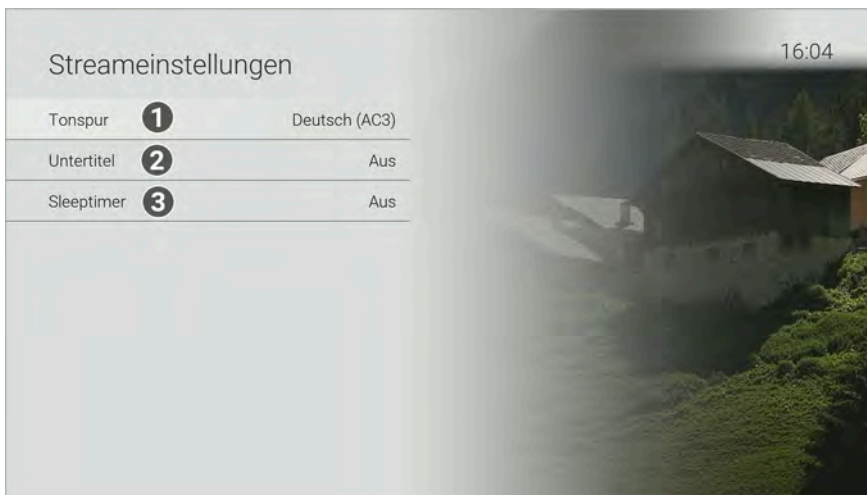 Streameinstellungen
16:04
Tonspur 1 Deutsch (AC3)
Untertitel 2 Aus
Sleeptimer 3 Aus